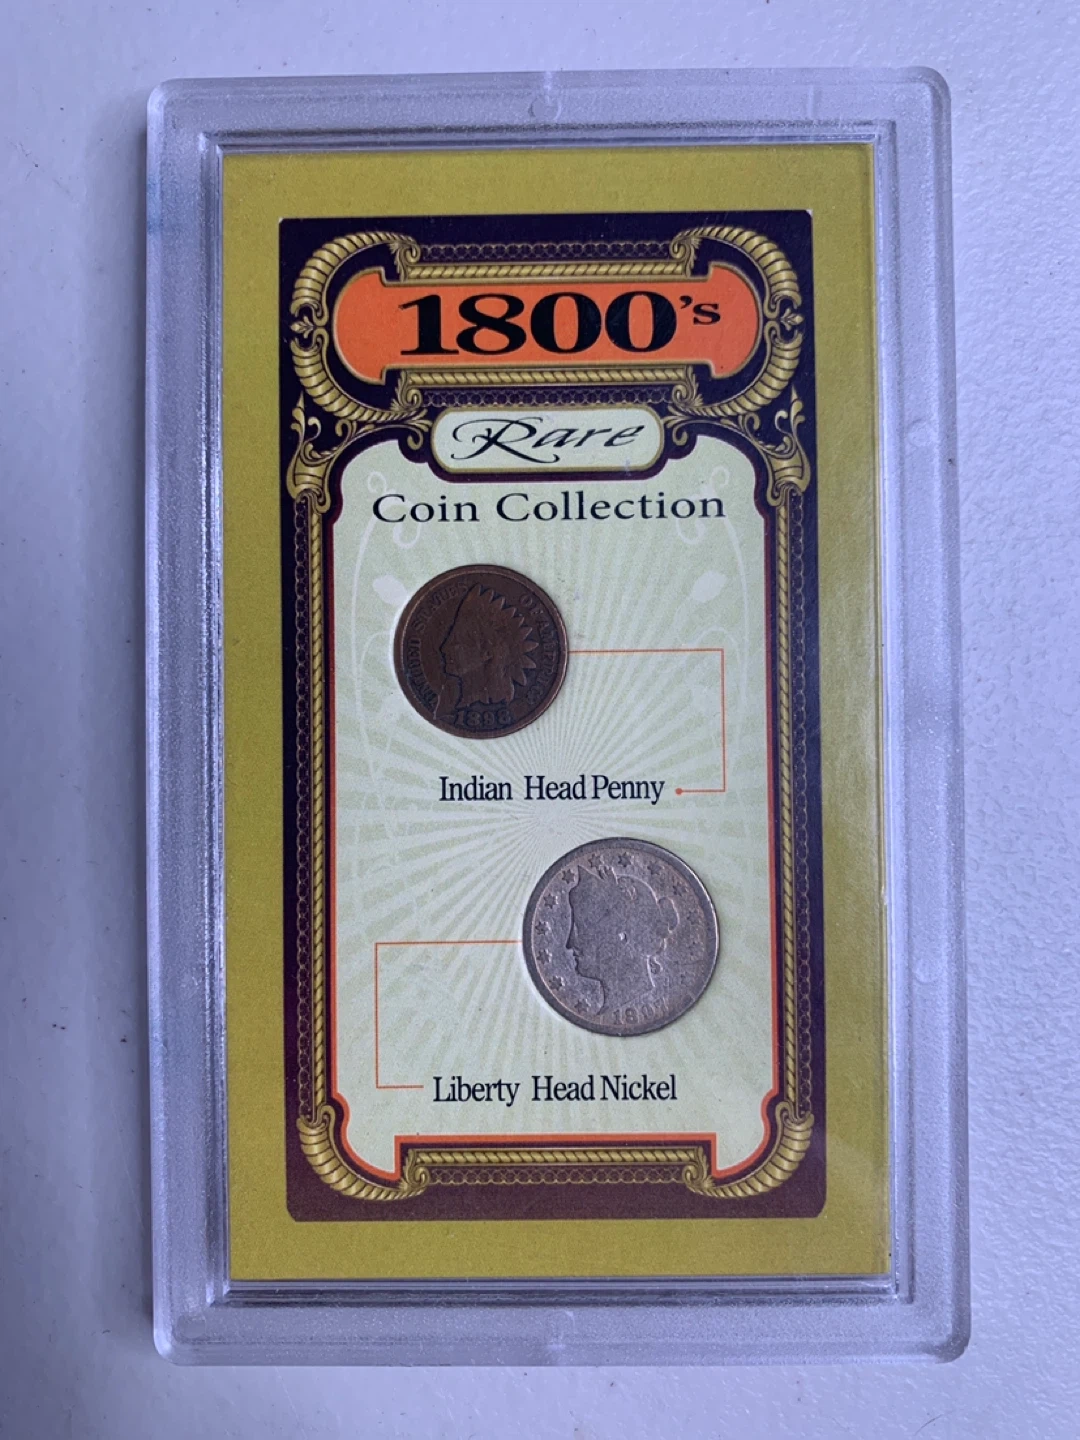 1800's
Rare
Coin Collection
UNITED STATES OF AMERICA
1898
Indian Head Penny
Liberty Head Nickel